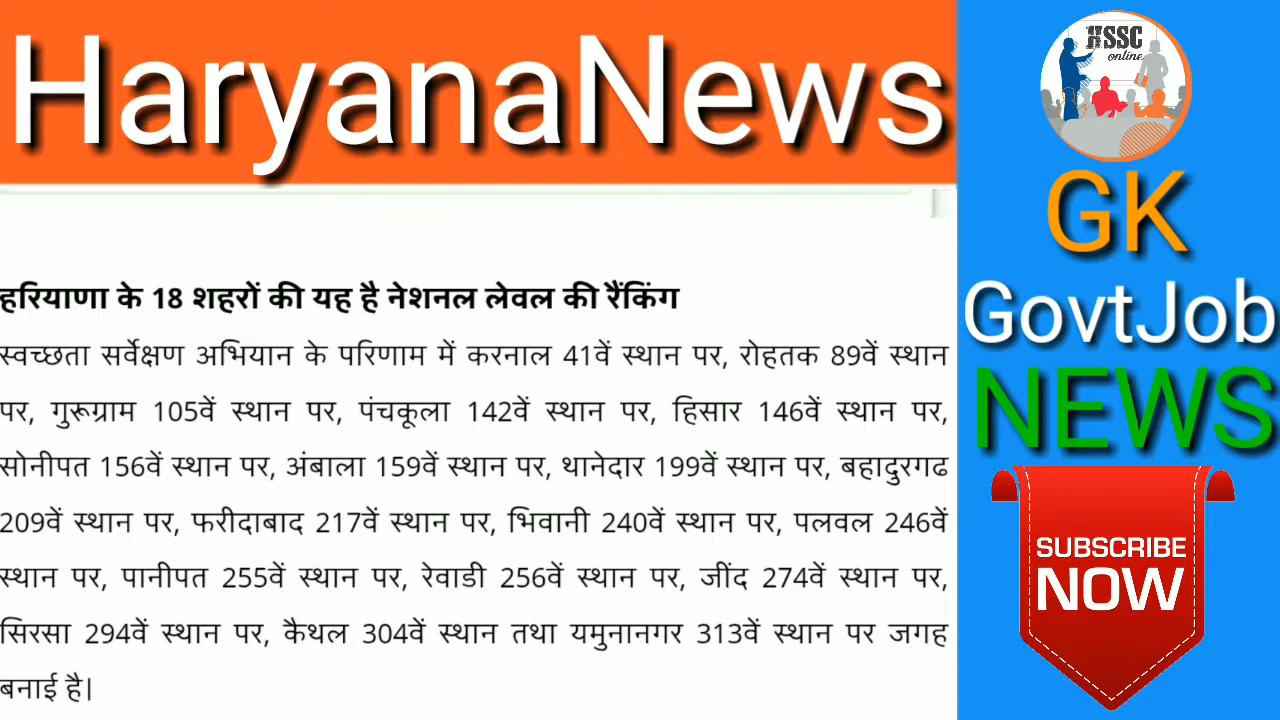 HaryanaNews
हरियाणा के 18 शहरों की यह है नेशनल लेवल की रैंकिंग
स्वच्छता सर्वेक्षण अभियान के परिणाम में करनाल 41वें स्थान पर, रोहतक 89वें स्थान
पर, गुरूग्राम 105वें स्थान पर, पंचकूला 142वें स्थान पर, हिसार 146वें स्थान पर,
सोनीपत 156वें स्थान पर, अंबाला 159वें स्थान पर, थानेदार 199वें स्थान पर, बहादुरगढ
209वें स्थान पर, फरीदाबाद 217वें स्थान पर, भिवानी 240वें स्थान पर, पलवल 246वें
स्थान पर, पानीपत 255वें स्थान पर, रेवाडी 256वें स्थान पर, जींद 274वें स्थान पर,
सिरसा 294वें स्थान पर, कैथल 304वें स्थान तथा यमुनानगर 313वें स्थान पर जगह
बनाई है।
HSSC
online
GK
GovtJob
NEWS
SUBSCRIBE
NOW